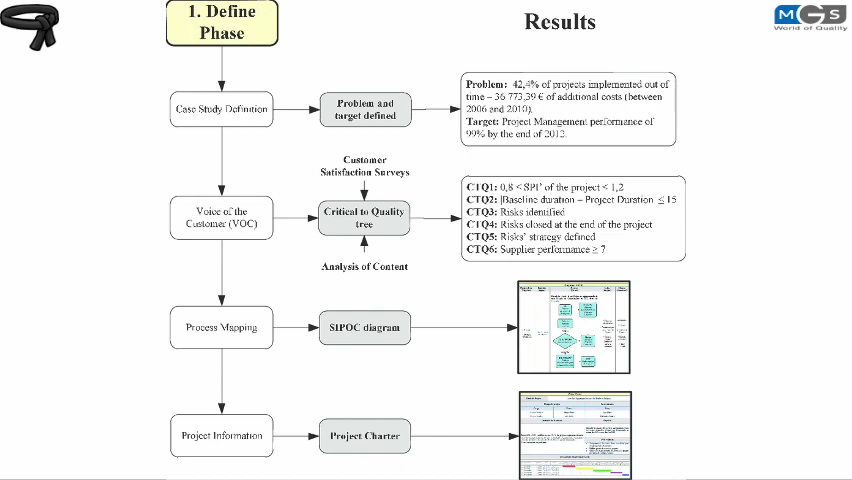 1. Define
Phase
Results
MGS
World of Quality
Case Study Definition
Problem and
target defined
Problem: 42,4% of projects implemented out of
time – 36 773,39 € of additional costs (between
2006 and 2010).
Target: Project Management performance of
99% by the end of 2012.
Customer
Satisfaction Surveys
Voice of the
Customer (VOC)
Critical to Quality
tree
Analysis of Content
CTQ1: 0,8 < SPI’ of the project < 1,2
CTQ2: |Baseline duration – Project Duration ≤ 15
CTQ3: Risks identified
CTQ4: Risks closed at the end of the project
CTQ5: Risks’ strategy defined
CTQ6: Supplier performance ≥ 7
Process Mapping
SIPOC diagram
Project Information
Project Charter